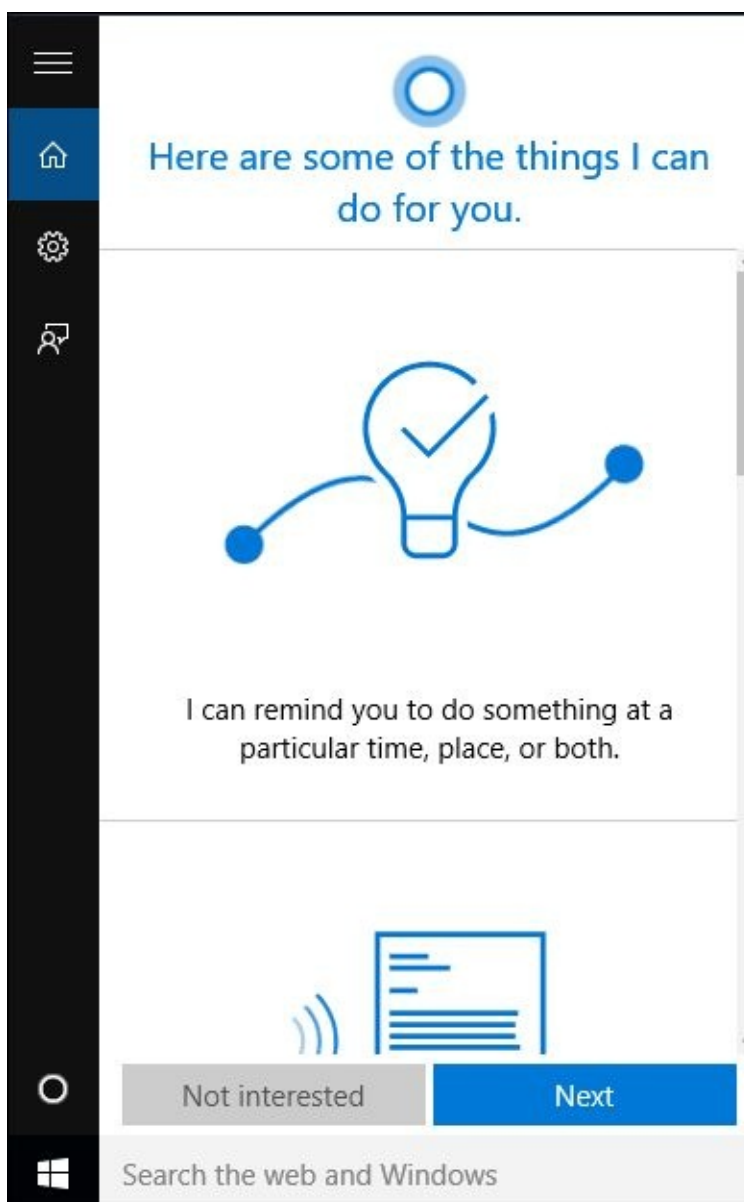 Here are some of the things I can
do for you.
I can remind you to do something at a
particular time, place, or both.
Not interested
Next
Search the web and Windows